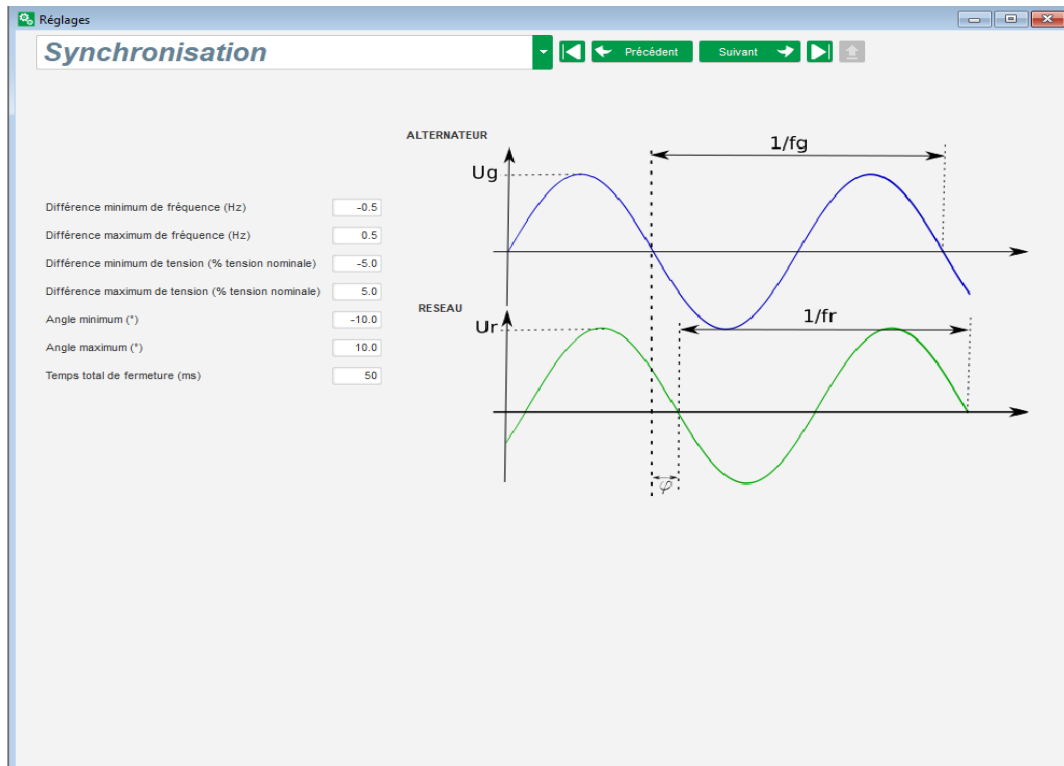 Réglages
Synchronisation
Précédent
Suivant
ALTERNATEUR
1/fg
Ug
Différence minimum de fréquence (Hz) -0.5
Différence maximum de fréquence (Hz) 0.5
Différence minimum de tension (% tension nominale) -5.0
Différence maximum de tension (% tension nominale) 5.0
Angle minimum (°) -10.0
Angle maximum (°) 10.0
Temps total de fermeture (ms) 50
RESEAU
Ur
1/fr
φ